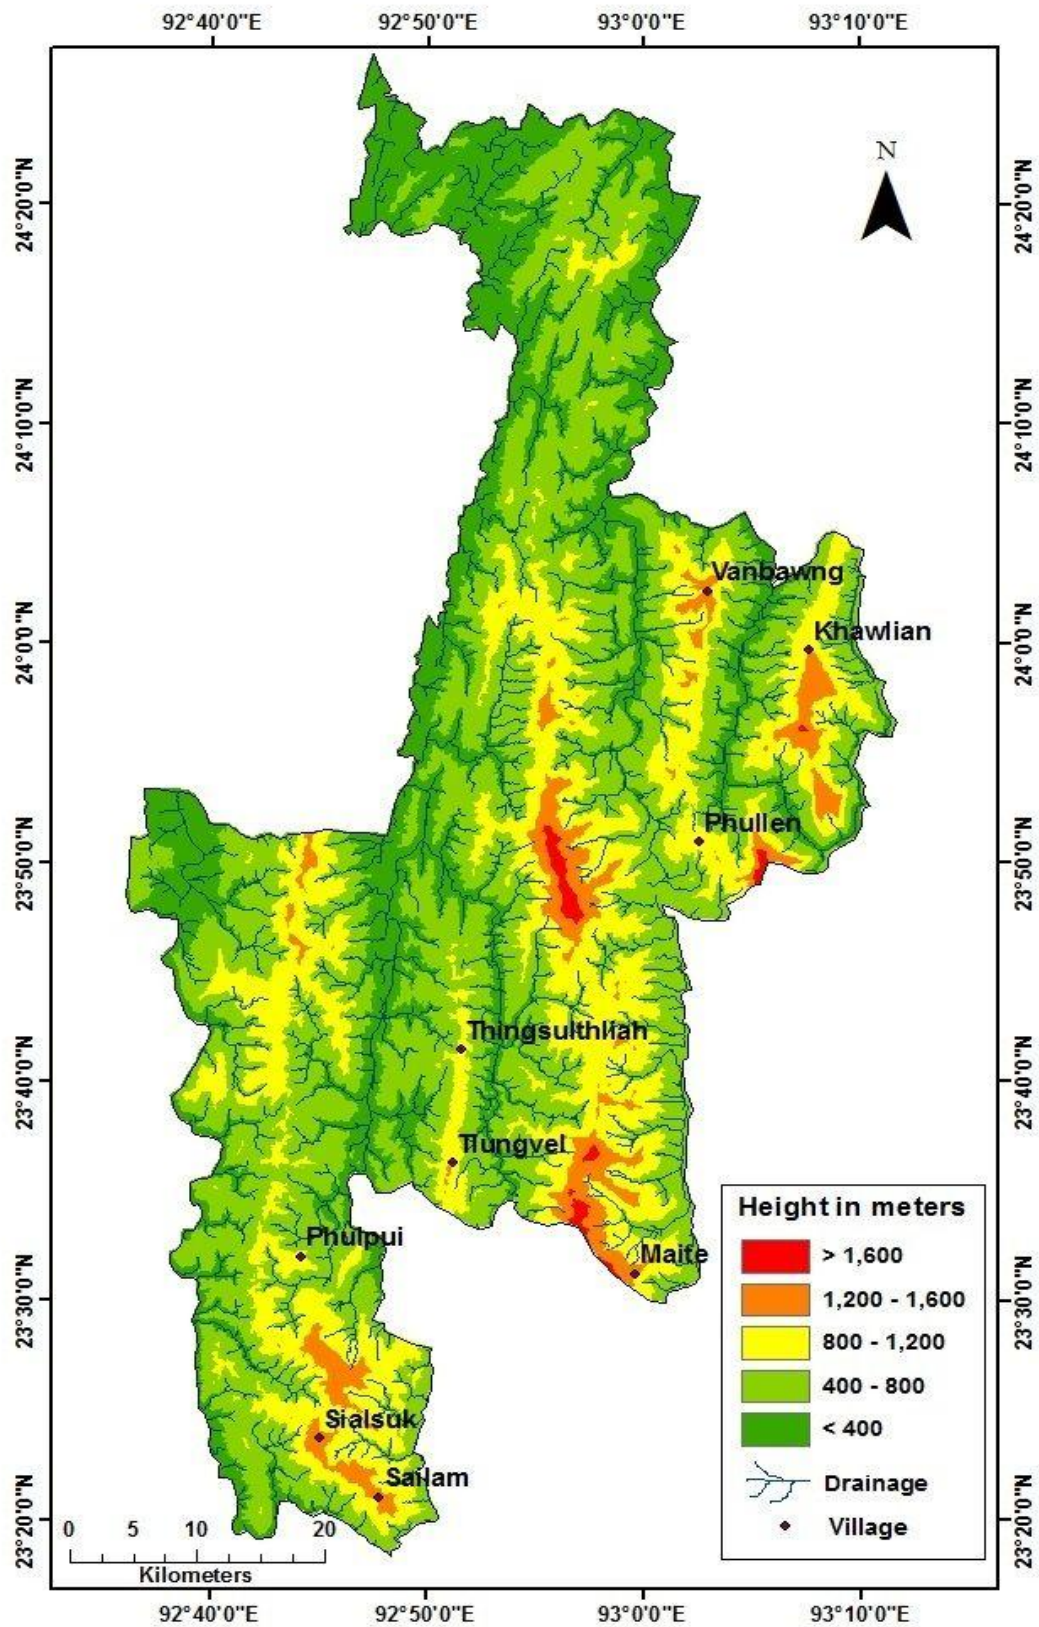 92°40'0"E 92°50'0"E 93°0'0"E 93°10'0"E
N
24°20'0"N 24°20'0"N
24°10'0"N 24°10'0"N
Vanbawng
Khawlian
24°0'0"N 24°0'0"N
Phullen
23°50'0"N 23°50'0"N
Thingsulthliah
23°40'0"N 23°40'0"N
Tlungvel
Phulpui
Maite
23°30'0"N 23°30'0"N
Sialsuk
Sailam
23°20'0"N 23°20'0"N
Height in meters
> 1,600
1,200 - 1,600
800 - 1,200
400 - 800
< 400
Drainage
Village
0 5 10 20
Kilometers
92°40'0"E 92°50'0"E 93°0'0"E 93°10'0"E